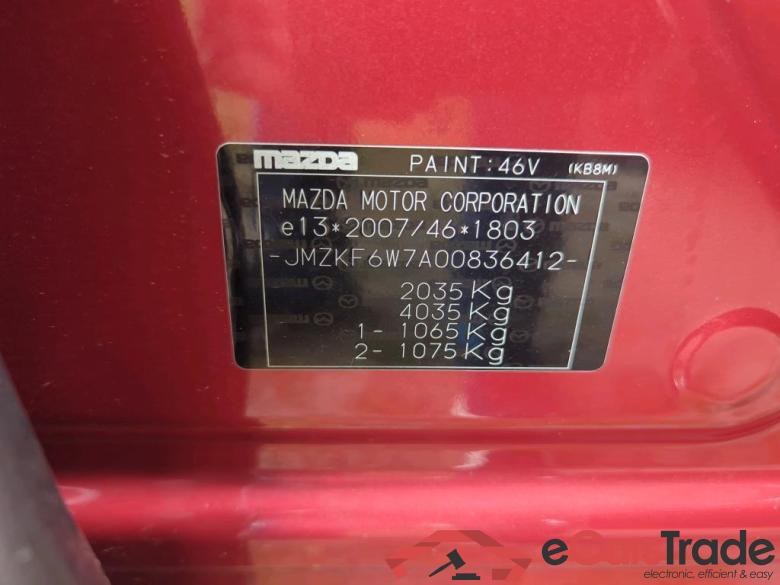 mazda PAINT:46V (KB8M)
MAZDA MOTOR CORPORATION
e13*2007/46*1803
-JMZKF6W7A00836412-
2035Kg
4035Kg
1- 1065Kg
2- 1075Kg
eCarsTrade
electronic, efficient & easy